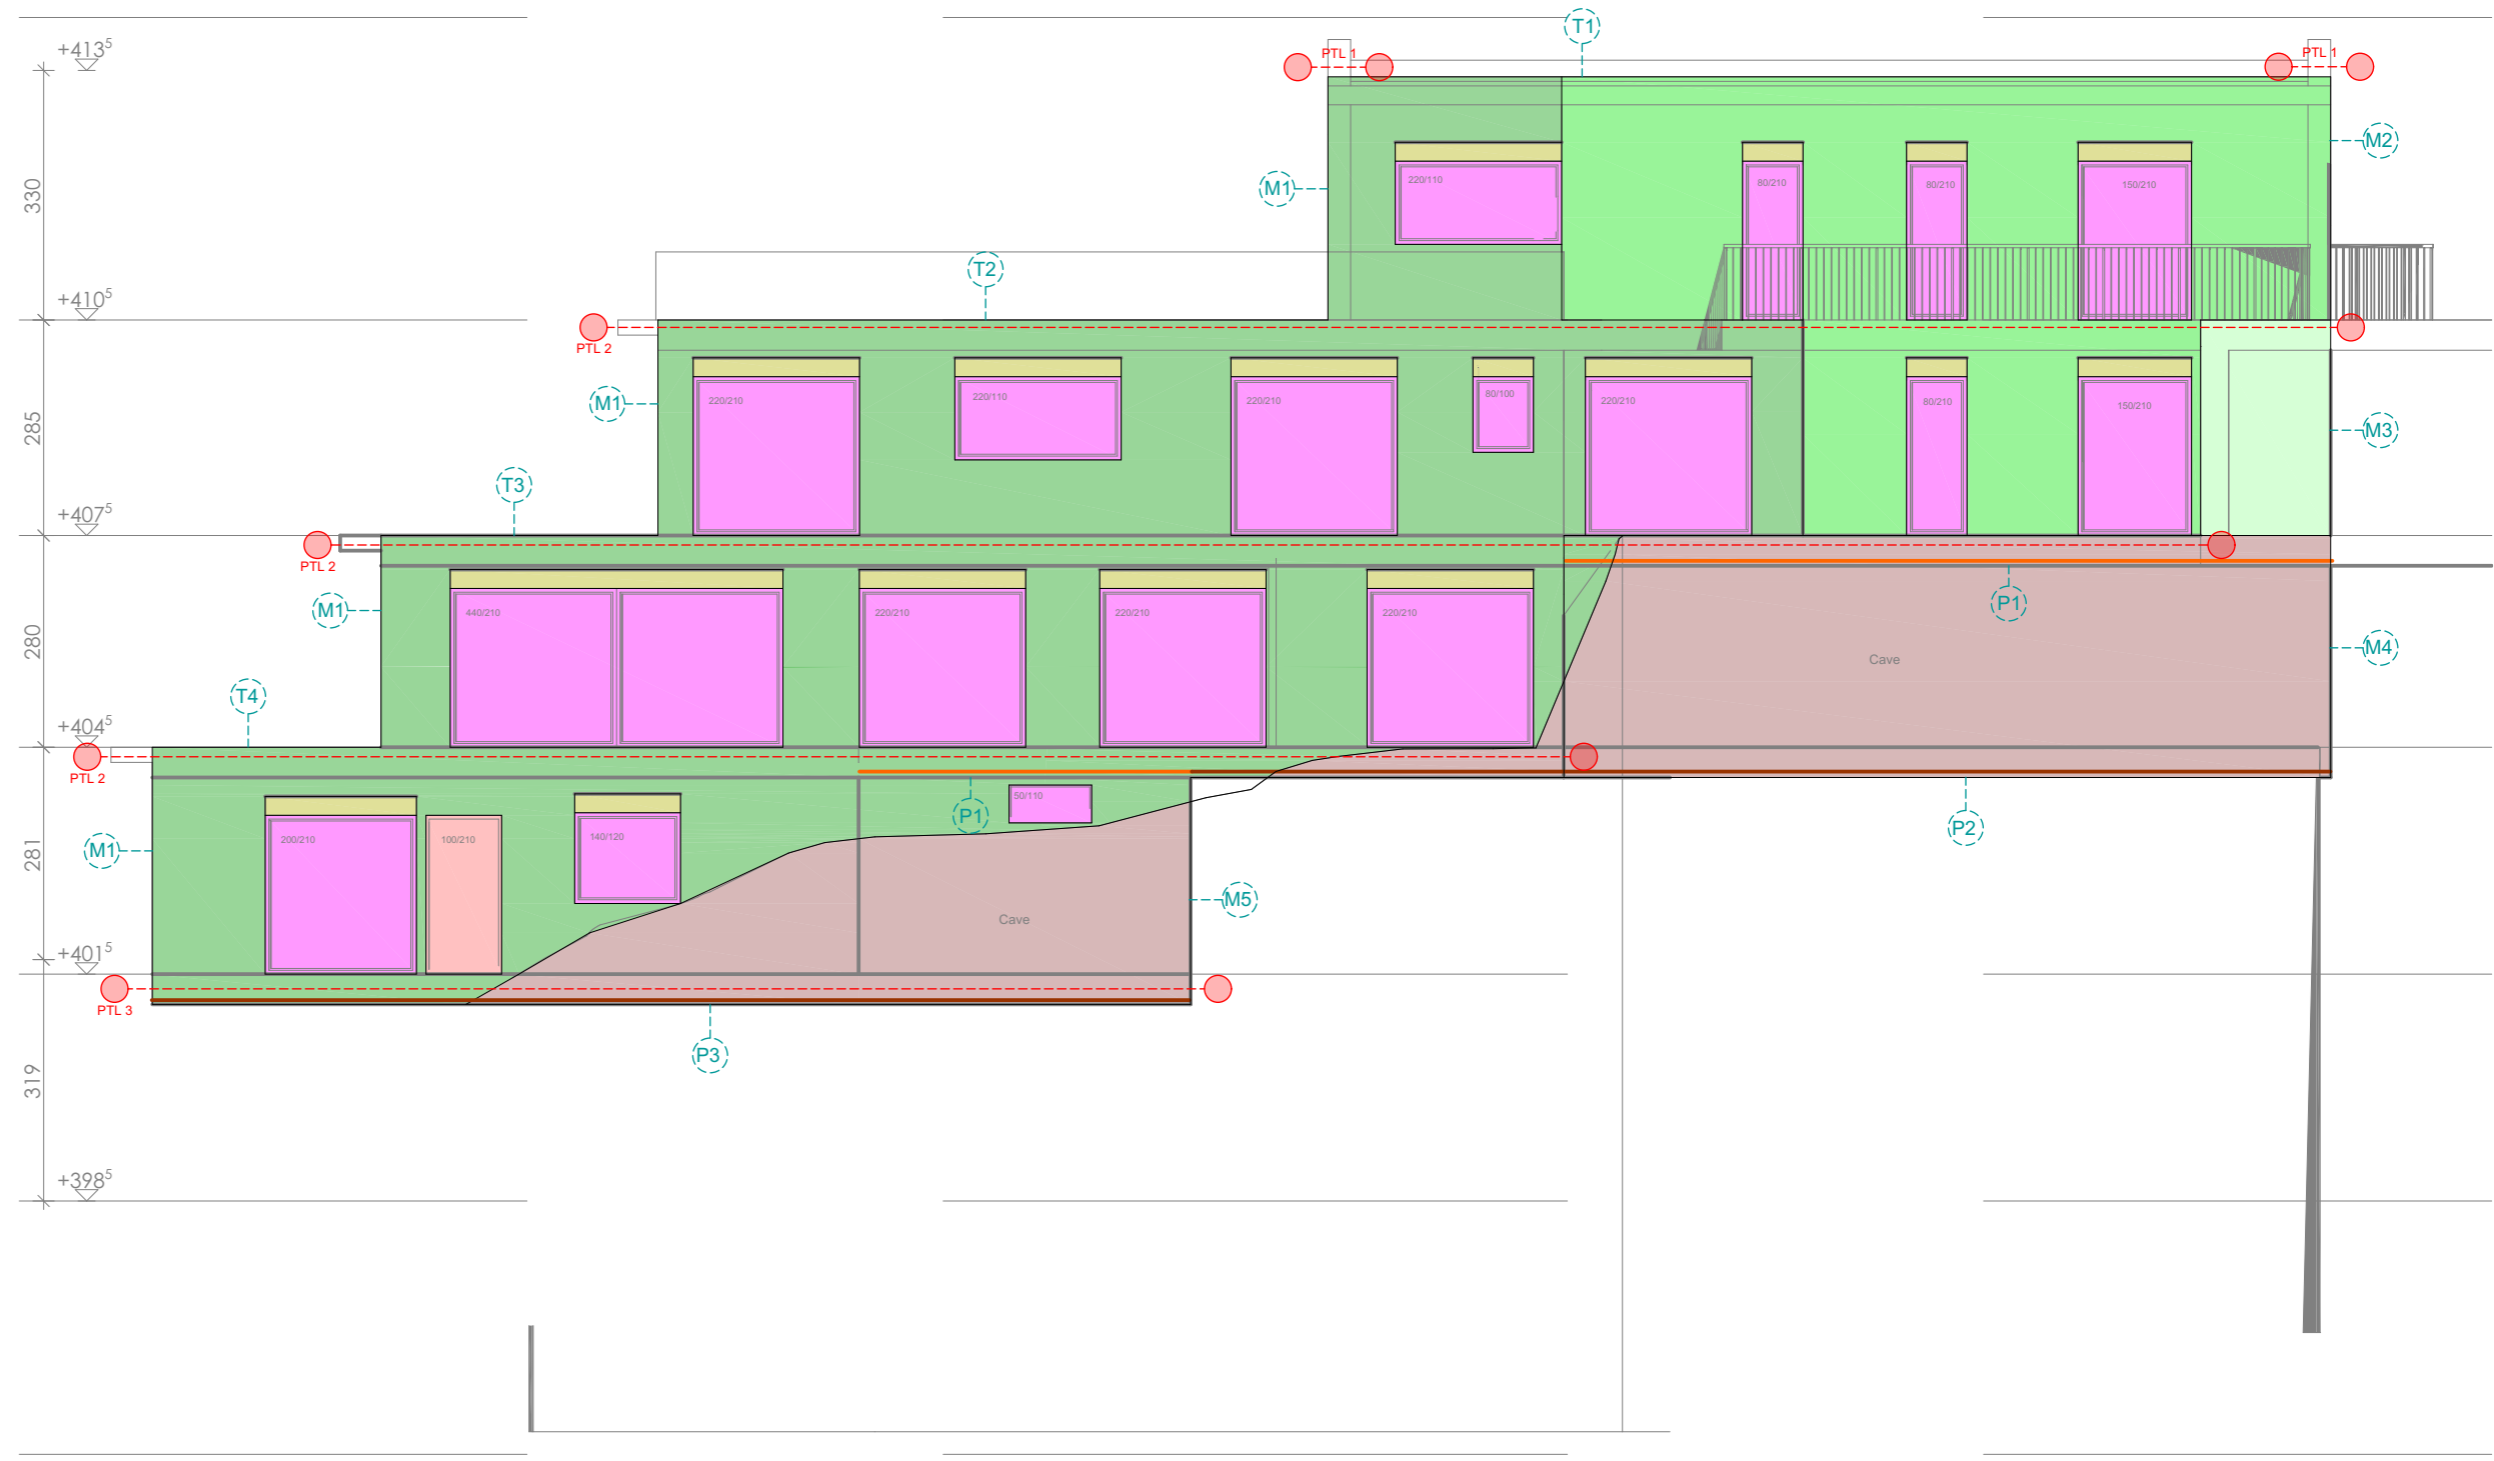 T1
+413⁵
PTL 1
PTL 1
M2
330
M1
220/110
80/210
80/210
150/210
T2
+410⁵
PTL 2
285
M1
220/210
220/110
220/210
80/100
220/210
80/210
150/210
M3
T3
+407⁵
PTL 2
280
M1
440/210
220/210
220/210
220/210
P1
Cave
M4
T4
+404⁵
PTL 2
281
M1
200/210
100/210
140/120
50/110
P1
P2
M5
Cave
+401⁵
PTL 3
P3
319
+398⁵